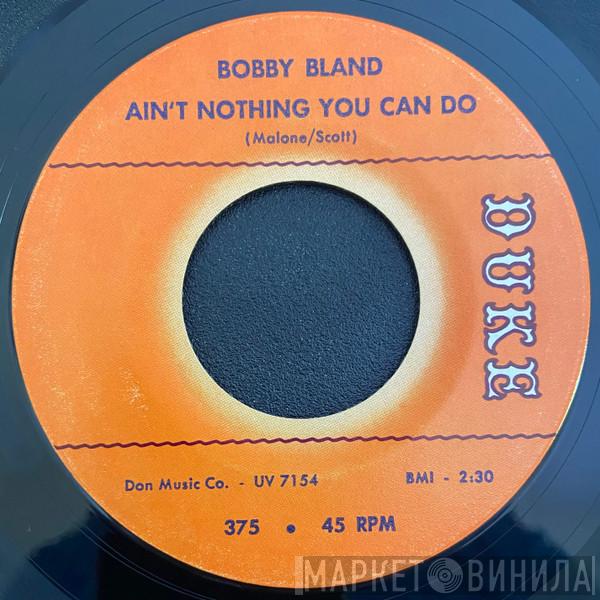 BOBBY BLAND
AIN'T NOTHING YOU CAN DO
(Malone/Scott)
DUKE
Don Music Co. - UV 7154
BMI - 2:30
375 • 45 RPM
МАРКЕТ ВИНИЛА